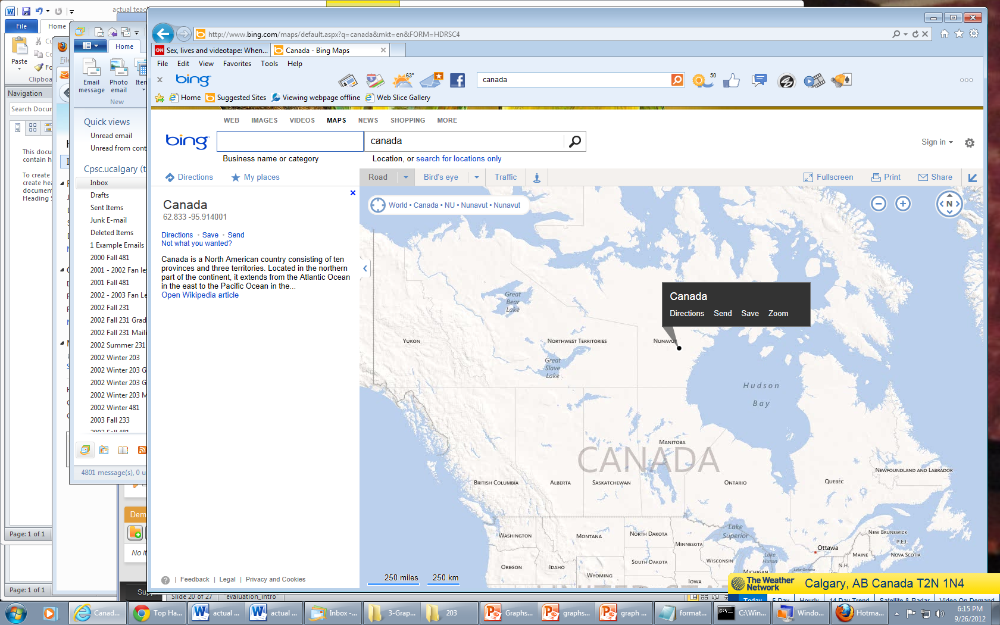 actual teac
File
Home
Paste
Clipboa
Navigation
Search Docu
This docu
contain h
To create
create hea
document
Heading S
Page: 1 of 1
Page: 1 of 1
Home
Email message
Photo email
Item
New
Quick views
Unread email
Unread from cont
Cpsc.ucalgary (t
Inbox
Drafts
Sent Items
Junk E-mail
Deleted Items
1 Example Emails
2000 Fall 481
2001 - 2002 Fan le
2001 Fall 481
2002 - 2003 Fan Le
2002 Fall 231
2002 Fall 231 Grad
2002 Fall 231 Maili
2002 Summer 231
2002 Winter 203
2002 Winter 203 G
2002 Winter 203 G
2002 Winter 203 M
2002 Winter 481
2003 Fall 233
2003 Fall 481
4801 message(s), 0 u
Dem
No it
Sup
http://www.bing.com/maps/default.aspx?q=canada&mkt=en&FORM=HDRSC4
CNN Sex, lives and videotape: When...
Canada - Bing Maps
File Edit View Favorites Tools Help
bing
63°
canada
50
Home Suggested Sites Viewing webpage offline Web Slice Gallery
WEB IMAGES VIDEOS MAPS NEWS SHOPPING MORE
bing
canada
Sign in
Business name or category
Location, or search for locations only
Directions My places
Road Bird's eye Traffic
Fullscreen Print Share
Canada
62.833 -95.914001
Directions • Save • Send
Not what you wanted?
Canada is a North American country consisting of ten
provinces and three territories. Located in the northern
part of the continent, it extends from the Atlantic Ocean
in the east to the Pacific Ocean in the...
Open Wikipedia article
World • Canada • NU • Nunavut • Nunavut
N
Canada
Directions Send Save Zoom
Great
Bear
Lake
YUKON
NORTHWEST TERRITORIES
NUNAVUT
Great
Slave
Lake
Hudson
Bay
MANITOBA
CANADA
BRITISH COLUMBIA
ALBERTA
SASKATCHEWAN
ONTARIO
QUEBEC
NEWFOUNDLAND AND LABRADOR
WASHINGTON
MONTANA
NORTH DAKOTA
MINNESOTA
Lake
Superior
NEW BRUNSWICK
P.E.I.
Ottawa
MAINE
NOVA SCOTIA
OREGON
IDAHO
SOUTH DAKOTA
WISCONSIN
Lake
Huron
N.H.
MICHIGAN
Lake Ontario
WYOMING
IOWA
UNITED STA
250 miles 250 km
Feedback | Legal | Privacy and Cookies
The Weather
Network
Calgary, AB Canada T2N 1N4
Today 5 Day Hourly 14 Day Trend Satellite & Radar Video On Demand
Slide 20 of 27 "evaluation_intro"
Canad...
Top Ha...
actual ...
actual ...
Inbox -...
3-Grap...
203
Graphs...
graphs...
graph ...
format...
C:\Win...
Windo...
Hotma...
6:15 PM
9/26/2012